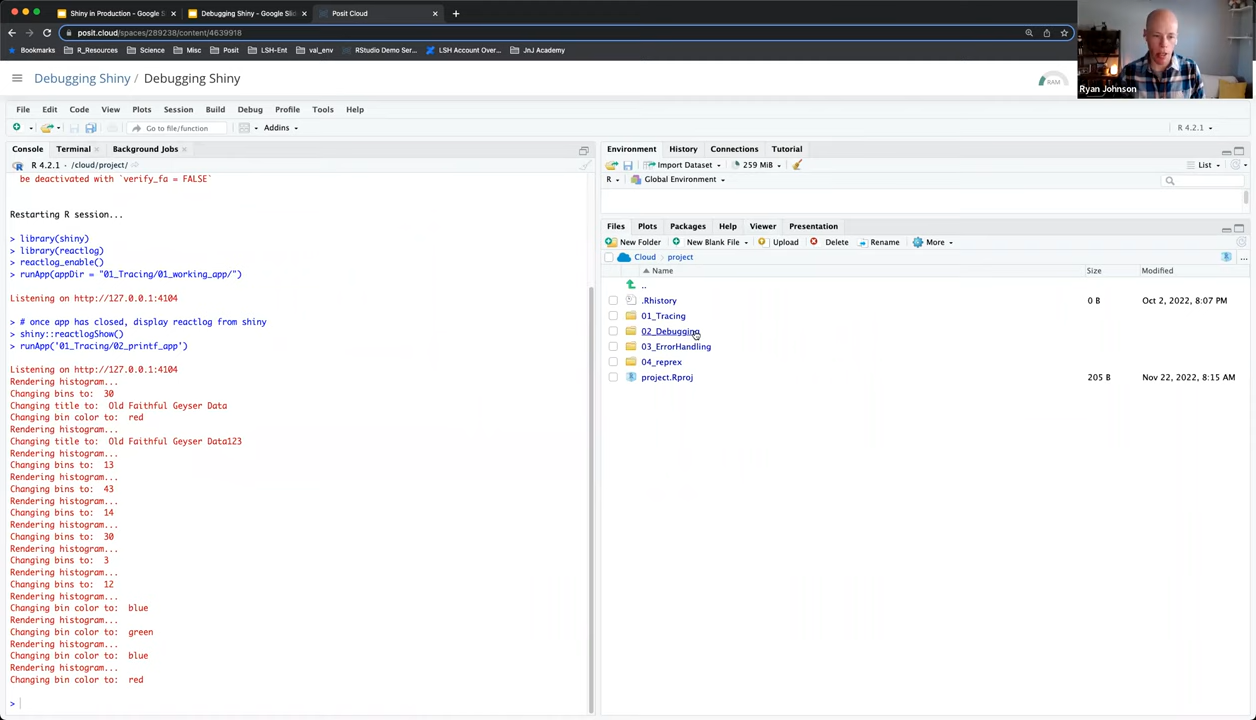 Shiny in Production - Google S
Debugging Shiny - Google Slid
Posit Cloud
posit.cloud/spaces/289238/content/4639918
Bookmarks
R_Resources
Science
Misc
Posit
LSH-Ent
val_env
RStudio Demo Ser...
LSH Account Over...
JnJ Academy
Debugging Shiny / Debugging Shiny
RAM
Ryan Johnson
File Edit Code View Plots Session Build Debug Profile Tools Help
Go to file/function
Addins
R 4.2.1
Console Terminal Background Jobs
R 4.2.1 · /cloud/project/
be deactivated with `verify_fa = FALSE`
Restarting R session...
> library(shiny)
> library(reactlog)
> reactlog_enable()
> runApp(appDir = "01_Tracing/01_working_app/")
Listening on http://127.0.0.1:4104
> # once app has closed, display reactlog from shiny
> shiny::reactlogShow()
> runApp('01_Tracing/02_printf_app')
Listening on http://127.0.0.1:4104
Rendering histogram...
Changing bins to: 30
Changing title to: Old Faithful Geyser Data
Changing bin color to: red
Rendering histogram...
Changing title to: Old Faithful Geyser Data123
Rendering histogram...
Changing bins to: 13
Rendering histogram...
Changing bins to: 43
Rendering histogram...
Changing bins to: 14
Rendering histogram...
Changing bins to: 30
Rendering histogram...
Changing bins to: 3
Rendering histogram...
Changing bins to: 12
Rendering histogram...
Changing bin color to: blue
Rendering histogram...
Changing bin color to: green
Rendering histogram...
Changing bin color to: blue
Rendering histogram...
Changing bin color to: red
>
Environment History Connections Tutorial
Import Dataset
259 MiB
List
R
Global Environment
Files Plots Packages Help Viewer Presentation
New Folder
New Blank File
Upload
Delete
Rename
More
Cloud project
...
Name Size Modified
..
.Rhistory 0 B Oct 2, 2022, 8:07 PM
01_Tracing
02_Debugging
03_ErrorHandling
04_reprex
project.Rproj 205 B Nov 22, 2022, 8:15 AM